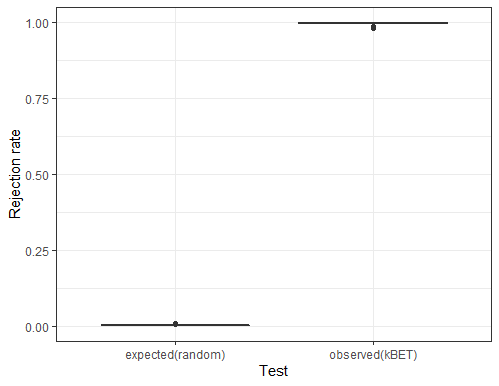 1.00
0.75
0.50
0.25
0.00
Rejection rate
expected(random)
observed(kBET)
Test